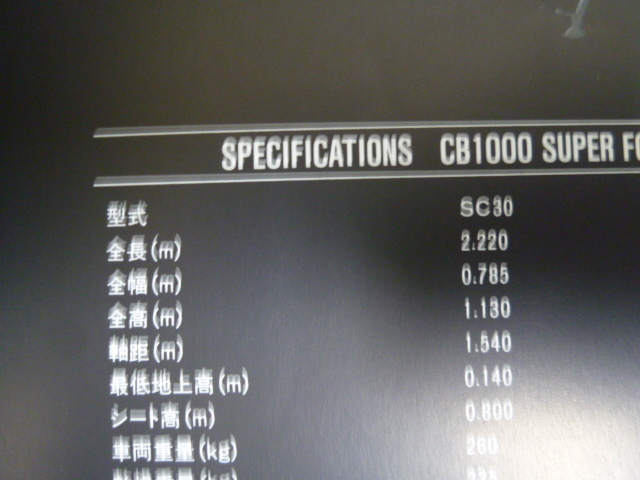 SPECIFICATIONS CB1000 SUPER FO
型式 SC30
全長(m) 2.220
全幅(m) 0.785
全高(m) 1.130
軸距(m) 1.540
最低地上高(m) 0.140
シート高(m) 0.800
車両重量(kg) 260